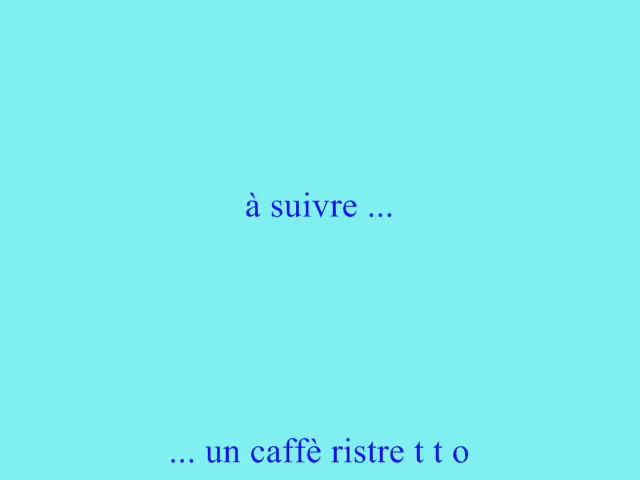 à suivre ...
... un caffè ristre t t o